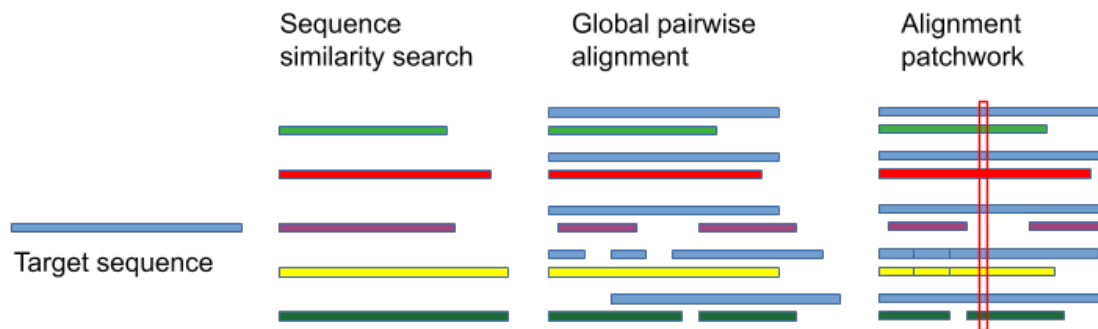 Sequence
similarity search
Global pairwise
alignment
Alignment
patchwork
Target sequence